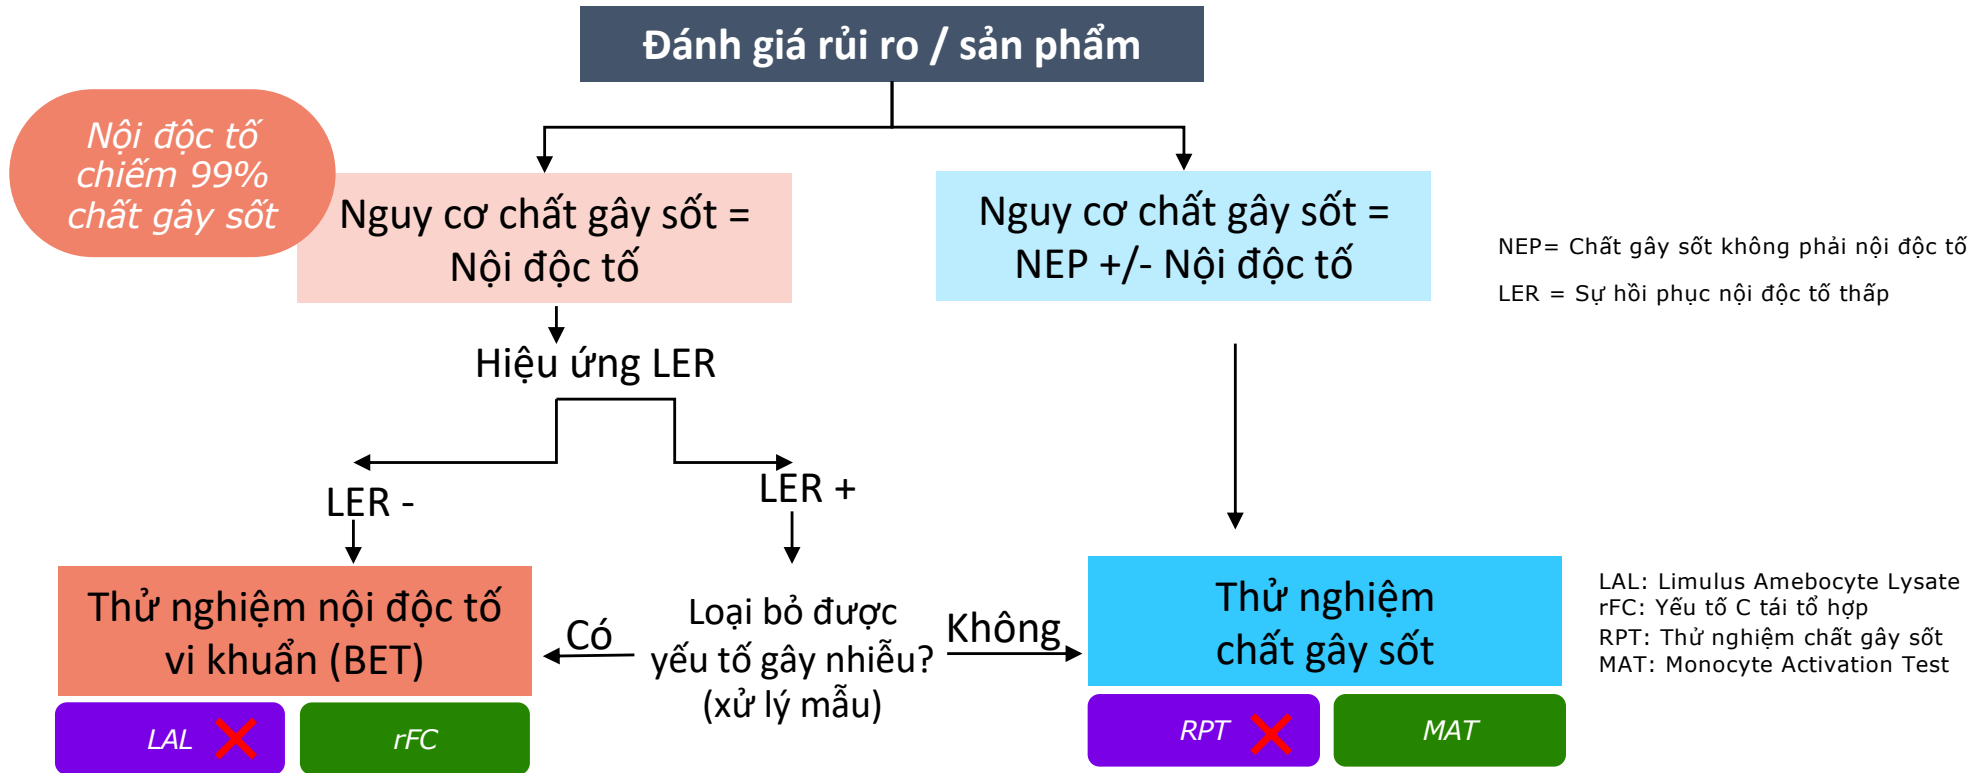 Đánh giá rủi ro / sản phẩm
Nội độc tố
chiếm 99%
chất gây sốt
Nguy cơ chất gây sốt =
Nội độc tố
Nguy cơ chất gây sốt =
NEP +/- Nội độc tố
NEP= Chất gây sốt không phải nội độc tố
LER = Sự hồi phục nội độc tố thấp
Hiệu ứng LER
LER -
LER +
Thử nghiệm nội độc tố
vi khuẩn (BET)
Có
Loại bỏ được
yếu tố gây nhiễu?
(xử lý mẫu)
Không
Thử nghiệm
chất gây sốt
LAL: Limulus Amebocyte Lysate
rFC: Yếu tố C tái tổ hợp
RPT: Thử nghiệm chất gây sốt
MAT: Monocyte Activation Test
LAL
rFC
RPT
MAT